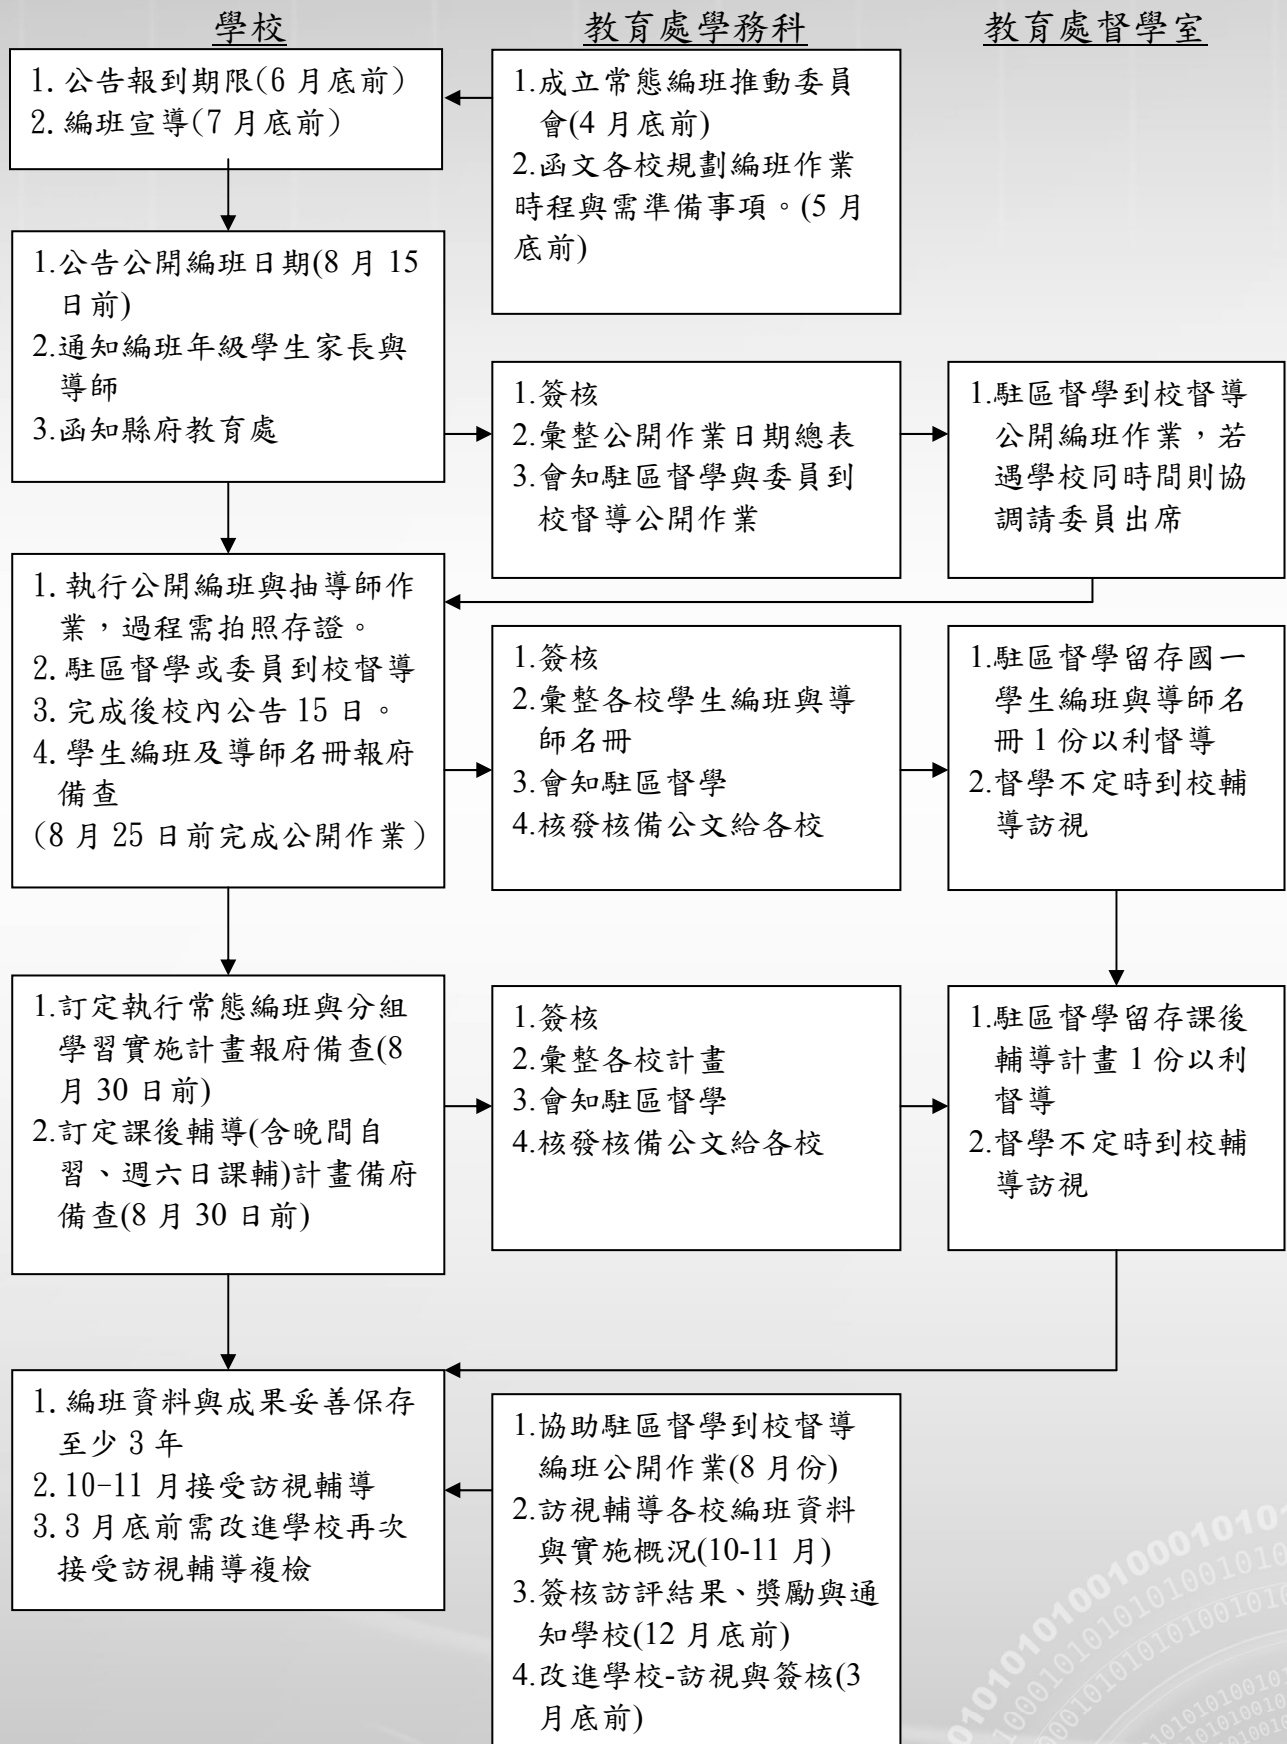 學校
教育處學務科
教育處督學室
1. 公告報到期限(6 月底前)
2. 編班宣導(7 月底前)
1.成立常態編班推動委員
會(4 月底前)
2.函文各校規劃編班作業
時程與需準備事項。(5 月
底前)
1.公告公開編班日期(8 月 15
日前)
2.通知編班年級學生家長與
導師
3.函知縣府教育處
1.簽核
2.彙整公開作業日期總表
3.會知駐區督學與委員到
校督導公開作業
1.駐區督學到校督導
公開編班作業，若
遇學校同時間則協
調請委員出席
1. 執行公開編班與抽導師作
業，過程需拍照存證。
2. 駐區督學或委員到校督導
3. 完成後校內公告 15 日。
4. 學生編班及導師名冊報府
備查
(8 月 25 日前完成公開作業)
1.簽核
2.彙整各校學生編班與導
師名冊
3.會知駐區督學
4.核發核備公文給各校
1.駐區督學留存國一
學生編班與導師名
冊 1 份以利督導
2.督學不定時到校輔
導訪視
1.訂定執行常態編班與分組
學習實施計畫報府備查(8
月 30 日前)
2.訂定課後輔導(含晚間自
習、週六日課輔)計畫備府
備查(8 月 30 日前)
1.簽核
2.彙整各校計畫
3.會知駐區督學
4.核發核備公文給各校
1.駐區督學留存課後
輔導計畫 1 份以利
督導
2.督學不定時到校輔
導訪視
1. 編班資料與成果妥善保存
至少 3 年
2. 10-11 月接受訪視輔導
3. 3 月底前需改進學校再次
接受訪視輔導複檢
1.協助駐區督學到校督導
編班公開作業(8 月份)
2.訪視輔導各校編班資料
與實施概況(10-11 月)
3.簽核訪評結果、獎勵與通
知學校(12 月底前)
4.改進學校-訪視與簽核(3
月底前)